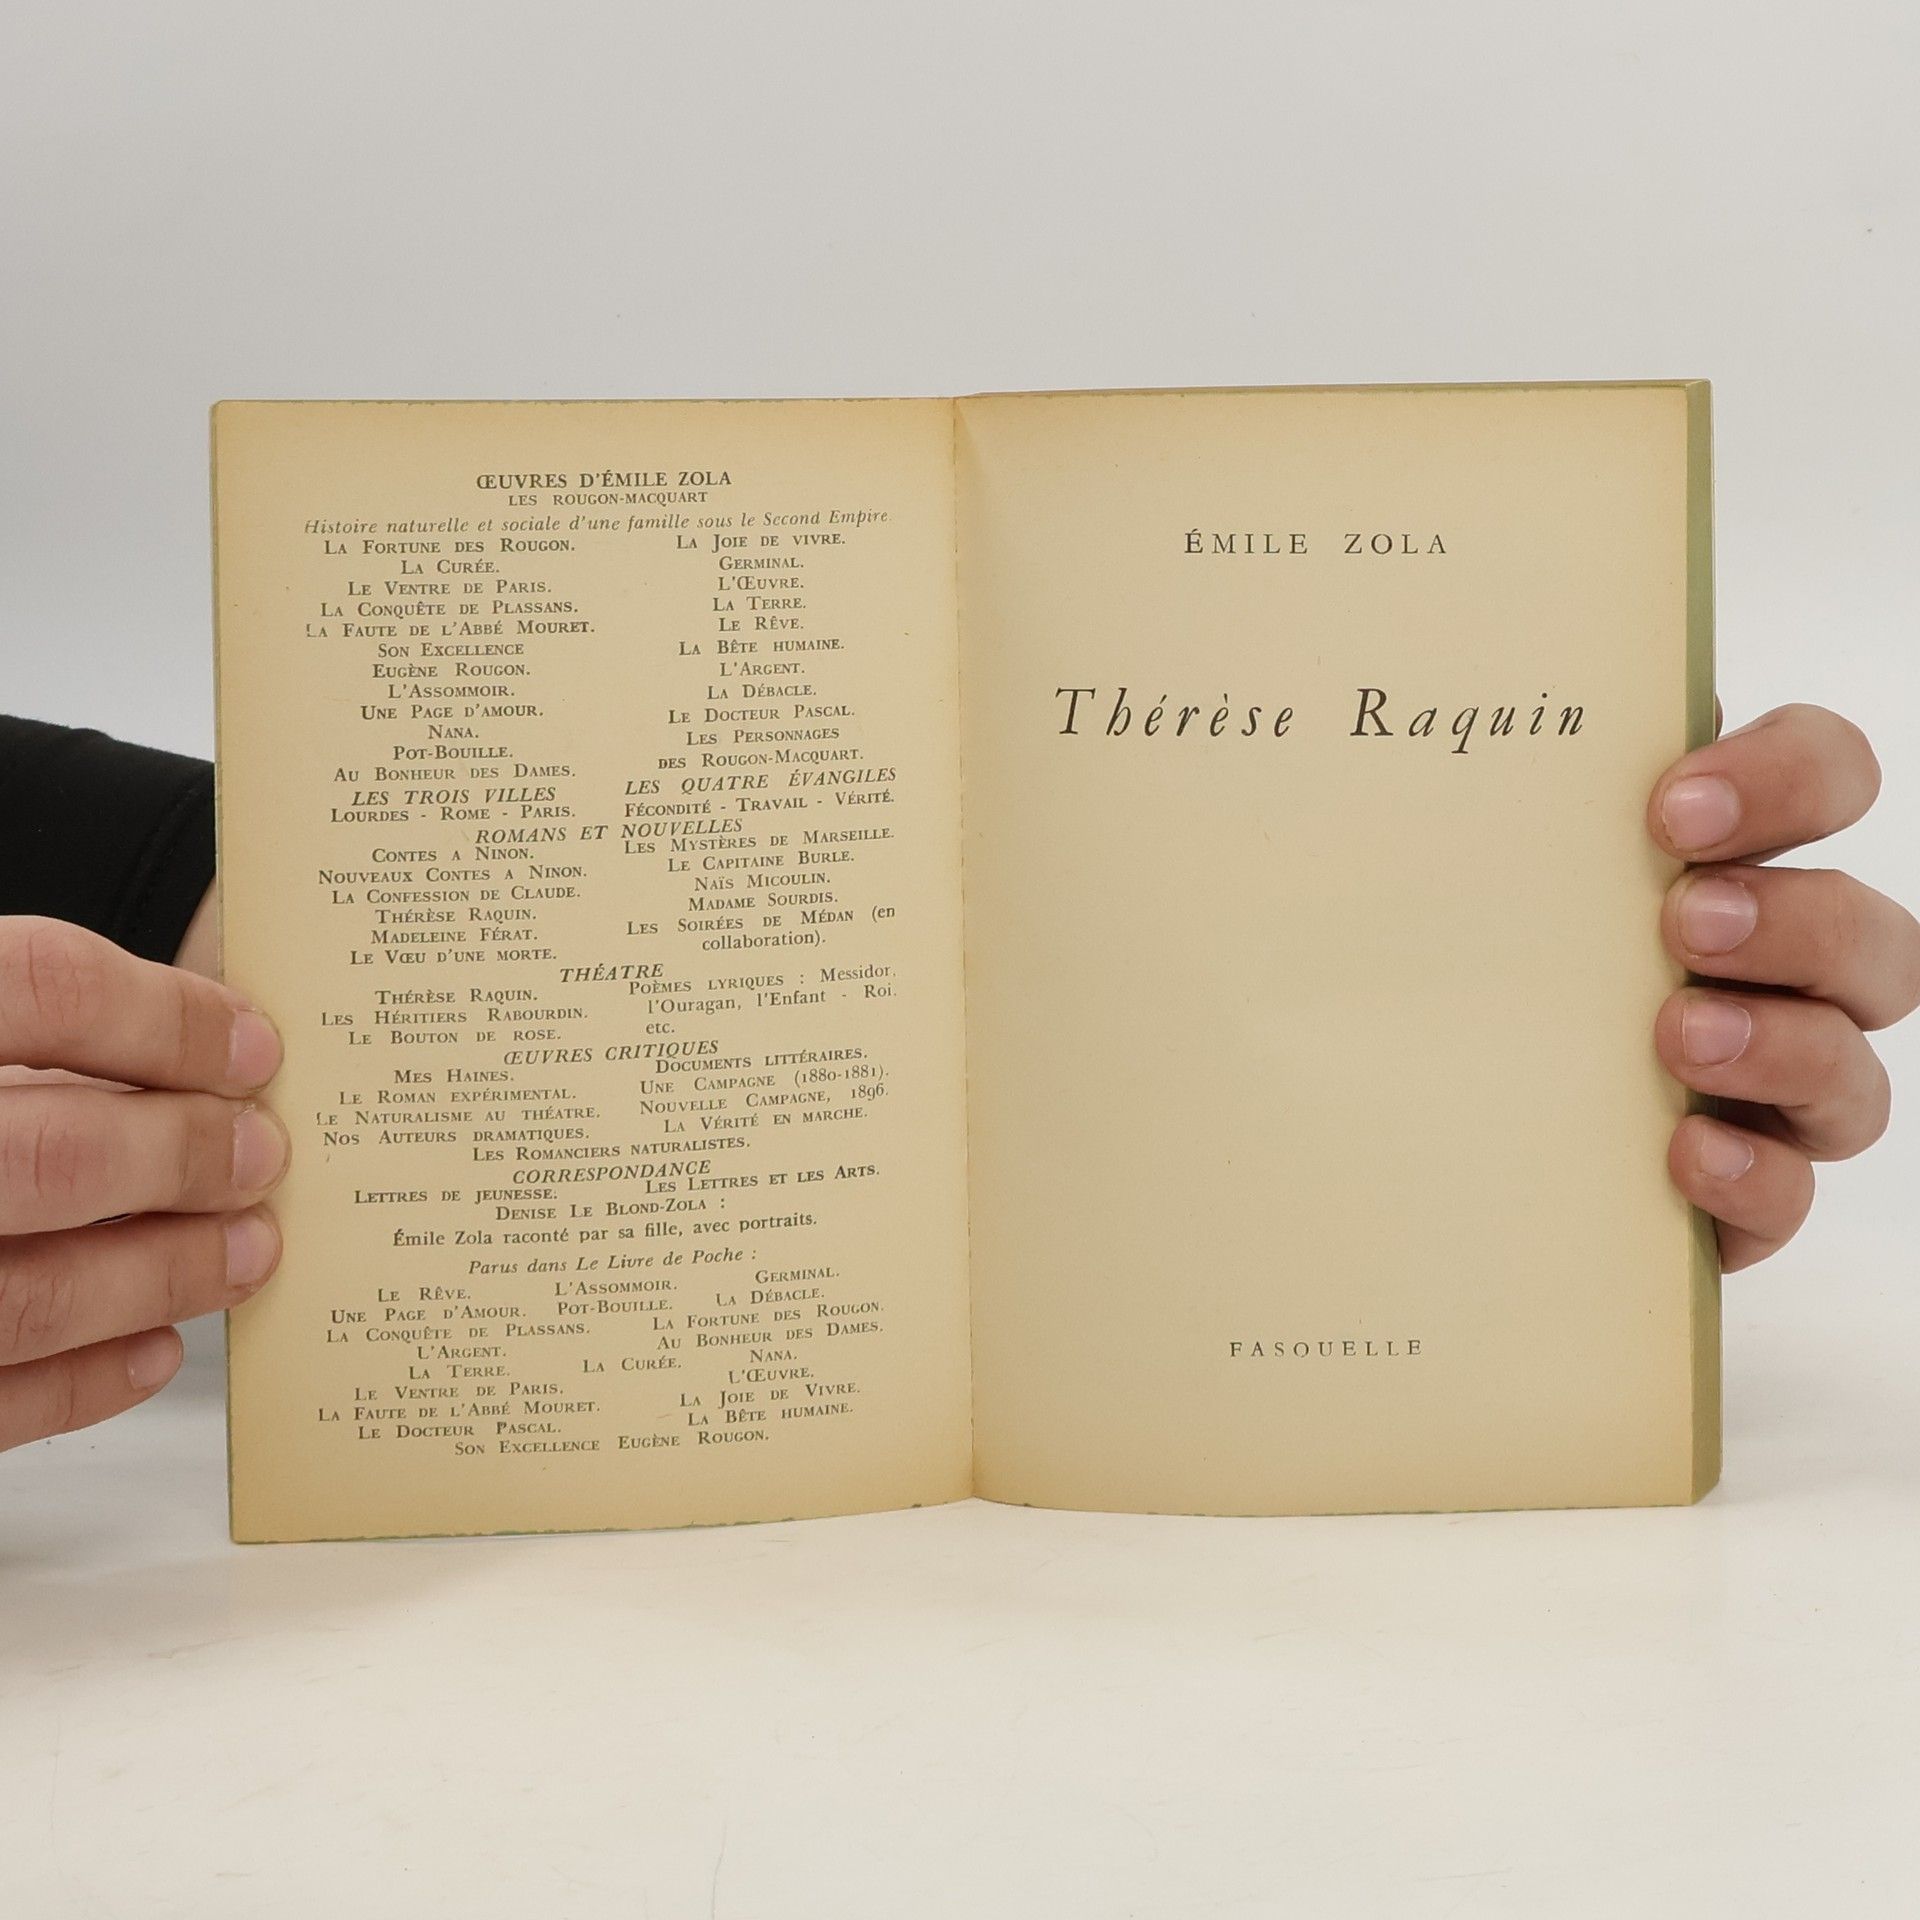 ŒUVRES D'ÉMILE ZOLA
LES ROUGON-MACQUART
Histoire naturelle et sociale d'une famille sous le Second Empire.
LA FORTUNE DES ROUGON.
LA CURÉE.
LE VENTRE DE PARIS.
LA CONQUÊTE DE PLASSANS.
LA FAUTE DE L'ABBÉ MOURET.
SON EXCELLENCE
EUGÈNE ROUGON.
L'ASSOMMOIR.
UNE PAGE D'AMOUR.
NANA.
POT-BOUILLE.
AU BONHEUR DES DAMES.
LA JOIE DE VIVRE.
GERMINAL.
L'ŒUVRE.
LA TERRE.
LE RÊVE.
LA BÊTE HUMAINE.
L'ARGENT.
LA DÉBACLE.
LE DOCTEUR PASCAL.
LES PERSONNAGES
DES ROUGON-MACQUART.
LES TROIS VILLES
LOURDES - ROME - PARIS.
LES QUATRE ÉVANGILES
FÉCONDITÉ - TRAVAIL - VÉRITÉ.
ROMANS ET NOUVELLES
CONTES A NINON.
NOUVEAUX CONTES A NINON.
LA CONFESSION DE CLAUDE.
THÉRÈSE RAQUIN.
MADELEINE FÉRAT.
LE VŒU D'UNE MORTE.
LES MYSTÈRES DE MARSEILLE.
LE CAPITAINE BURLE.
NAÏS MICOULIN.
MADAME SOURDIS.
LES SOIRÉES DE MÉDAN (en
collaboration).
THÉATRE
THÉRÈSE RAQUIN.
LES HÉRITIERS RABOURDIN.
LE BOUTON DE ROSE.
POÈMES LYRIQUES : Messidor,
l'Ouragan, l'Enfant - Roi.
etc.
ŒUVRES CRITIQUES
MES HAINES.
LE ROMAN EXPÉRIMENTAL.
LE NATURALISME AU THÉATRE.
NOS AUTEURS DRAMATIQUES.
DOCUMENTS LITTÉRAIRES.
UNE CAMPAGNE (1880-1881).
NOUVELLE CAMPAGNE, 1896.
LA VÉRITÉ EN MARCHE.
LES ROMANCIERS NATURALISTES.
CORRESPONDANCE
LETTRES DE JEUNESSE. LES LETTRES ET LES ARTS.
DENISE LE BLOND-ZOLA :
Émile Zola raconté par sa fille, avec portraits.
Parus dans Le Livre de Poche :
LE RÊVE. L'ASSOMMOIR. GERMINAL.
UNE PAGE D'AMOUR. POT-BOUILLE. LA DÉBACLE.
LA CONQUÊTE DE PLASSANS. LA FORTUNE DES ROUGON.
L'ARGENT. AU BONHEUR DES DAMES.
LA TERRE. LA CURÉE. NANA.
LE VENTRE DE PARIS. L'ŒUVRE.
LA FAUTE DE L'ABBÉ MOURET. LA JOIE DE VIVRE.
LE DOCTEUR PASCAL. LA BÊTE HUMAINE.
SON EXCELLENCE EUGÈNE ROUGON.
ÉMILE ZOLA
Thérèse Raquin
FASQUELLE